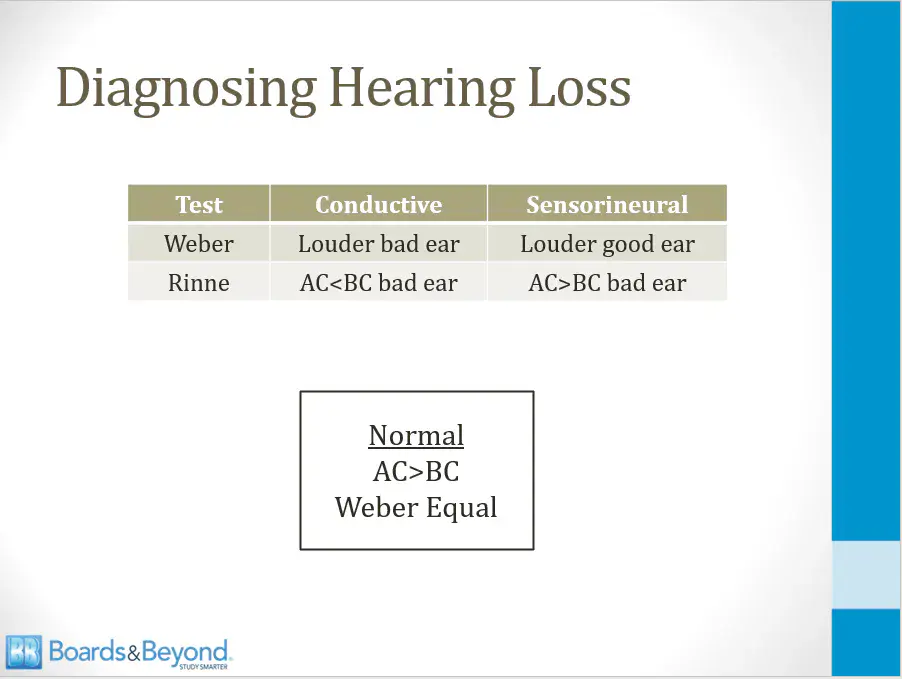 Diagnosing Hearing Loss
Test Conductive Sensorineural
Weber Louder bad ear Louder good ear
Rinne AC<BC bad ear AC>BC bad ear
Normal
AC>BC
Weber Equal
BB Boards&Beyond.
STUDY SMARTER